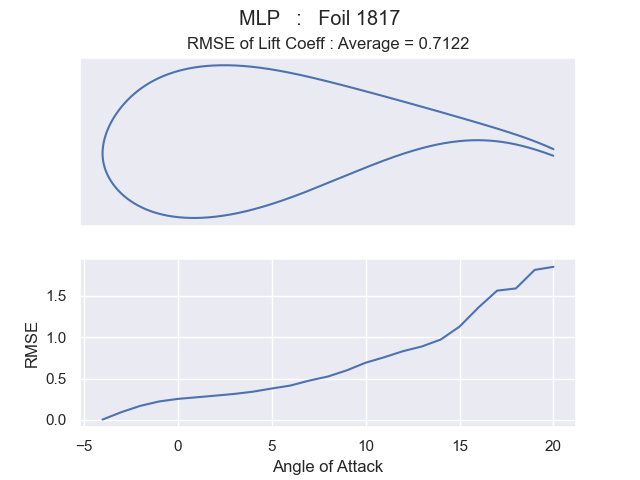 MLP : Foil 1817
RMSE of Lift Coeff : Average = 0.7122
1.5
1.0
0.5
0.0
RMSE
−5 0 5 10 15 20
Angle of Attack